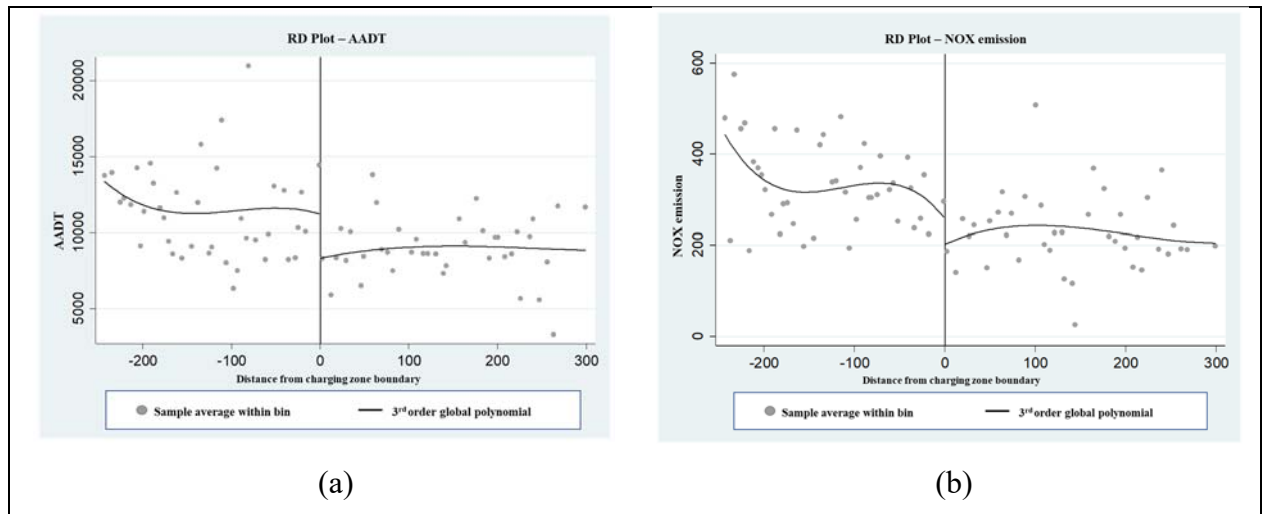 RD Plot – AADT
20000
15000
10000
5000
AADT
-200 -100 0 100 200 300
Distance from charging zone boundary
Sample average within bin 3rd order global polynomial
(a)
RD Plot – NOX emission
600
400
200
0
NOX emission
-200 -100 0 100 200 300
Distance from charging zone boundary
Sample average within bin 3rd order global polynomial
(b)